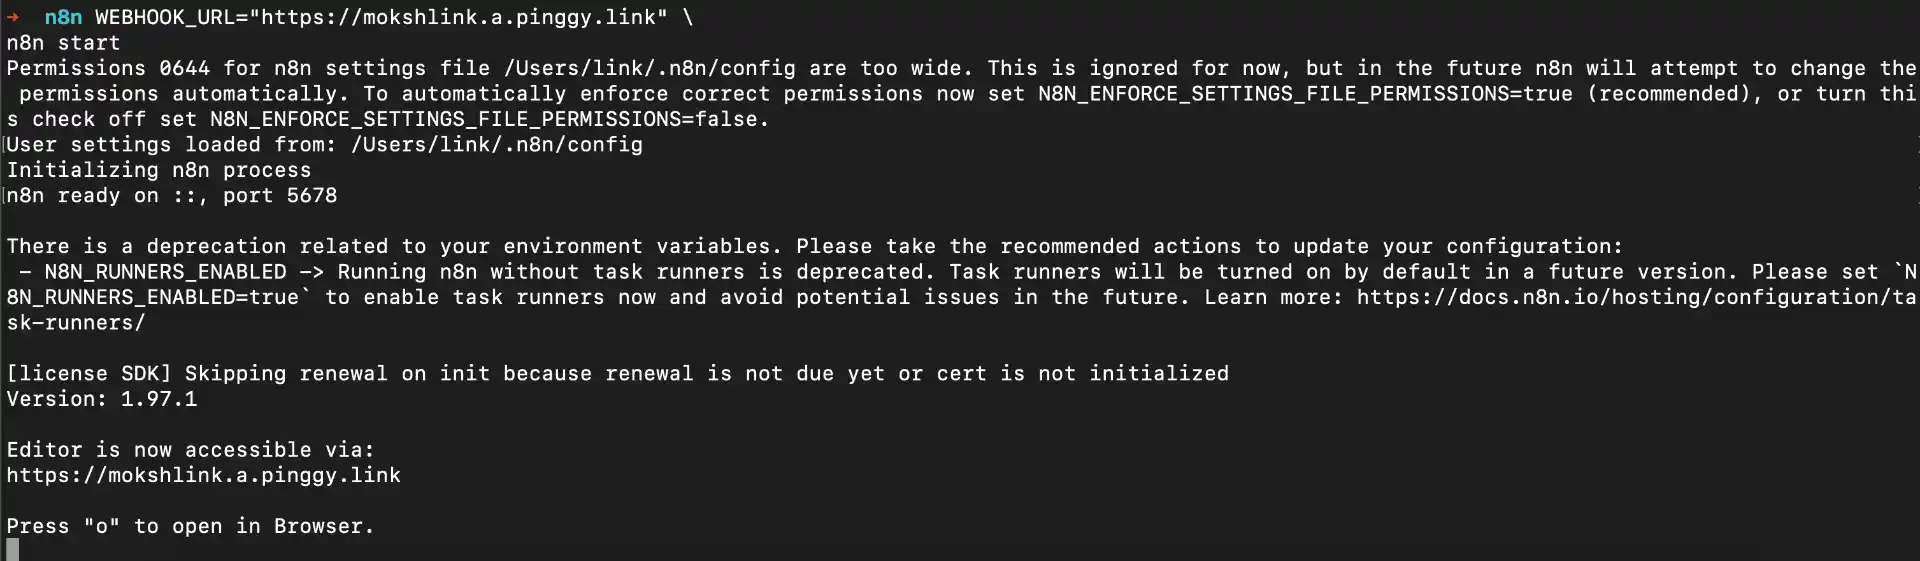 → n8n WEBHOOK_URL="https://mokshlink.a.pinggy.link" \
n8n start
Permissions 0644 for n8n settings file /Users/link/.n8n/config are too wide. This is ignored for now, but in the future n8n will attempt to change the
 permissions automatically. To automatically enforce correct permissions now set N8N_ENFORCE_SETTINGS_FILE_PERMISSIONS=true (recommended), or turn thi
s check off set N8N_ENFORCE_SETTINGS_FILE_PERMISSIONS=false.
User settings loaded from: /Users/link/.n8n/config
Initializing n8n process
n8n ready on ::, port 5678

There is a deprecation related to your environment variables. Please take the recommended actions to update your configuration:
 - N8N_RUNNERS_ENABLED -> Running n8n without task runners is deprecated. Task runners will be turned on by default in a future version. Please set `N
8N_RUNNERS_ENABLED=true` to enable task runners now and avoid potential issues in the future. Learn more: https://docs.n8n.io/hosting/configuration/ta
sk-runners/

[license SDK] Skipping renewal on init because renewal is not due yet or cert is not initialized
Version: 1.97.1

Editor is now accessible via:
https://mokshlink.a.pinggy.link

Press "o" to open in Browser.